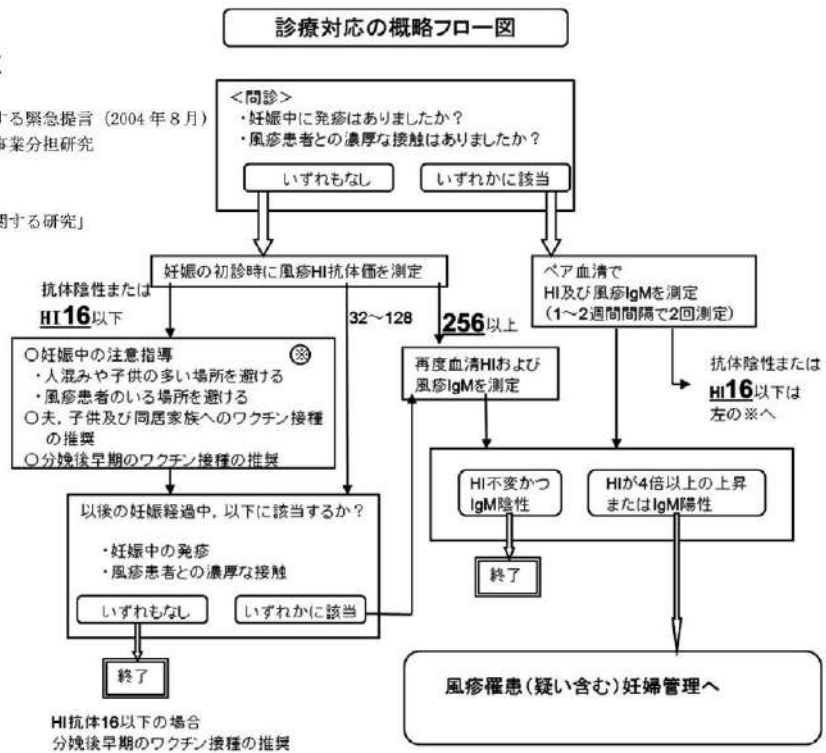 診療対応の概略フロー図
する緊急提言（2004年8月）
事業分担研究
関する研究」
＜問診＞
・妊娠中に発疹はありましたか？
・風疹患者との濃厚な接触はありましたか？
いずれもなし
いずれかに該当
妊娠の初診時に風疹HI抗体価を測定
ペア血清で
HI及び風疹IgMを測定
（1～2週間間隔で2回測定）
抗体陰性または
HI16以下
32～128
256以上
○妊娠中の注意指導 ※
・人混みや子供の多い場所を避ける
・風疹患者のいる場所を避ける
○夫，子供及び同居家族へのワクチン接種
の推奨
○分娩後早期のワクチン接種の推奨
再度血清HIおよび
風疹IgMを測定
抗体陰性または
HI16以下は
左の※へ
HI不変かつ
IgM陰性
HIが4倍以上の上昇
またはIgM陽性
以後の妊娠経過中，以下に該当するか？
・妊娠中の発疹
・風疹患者との濃厚な接触
いずれもなし
いずれかに該当
終了
終了
風疹罹患（疑い含む）妊婦管理へ
HI抗体16以下の場合
分娩後早期のワクチン接種の推奨